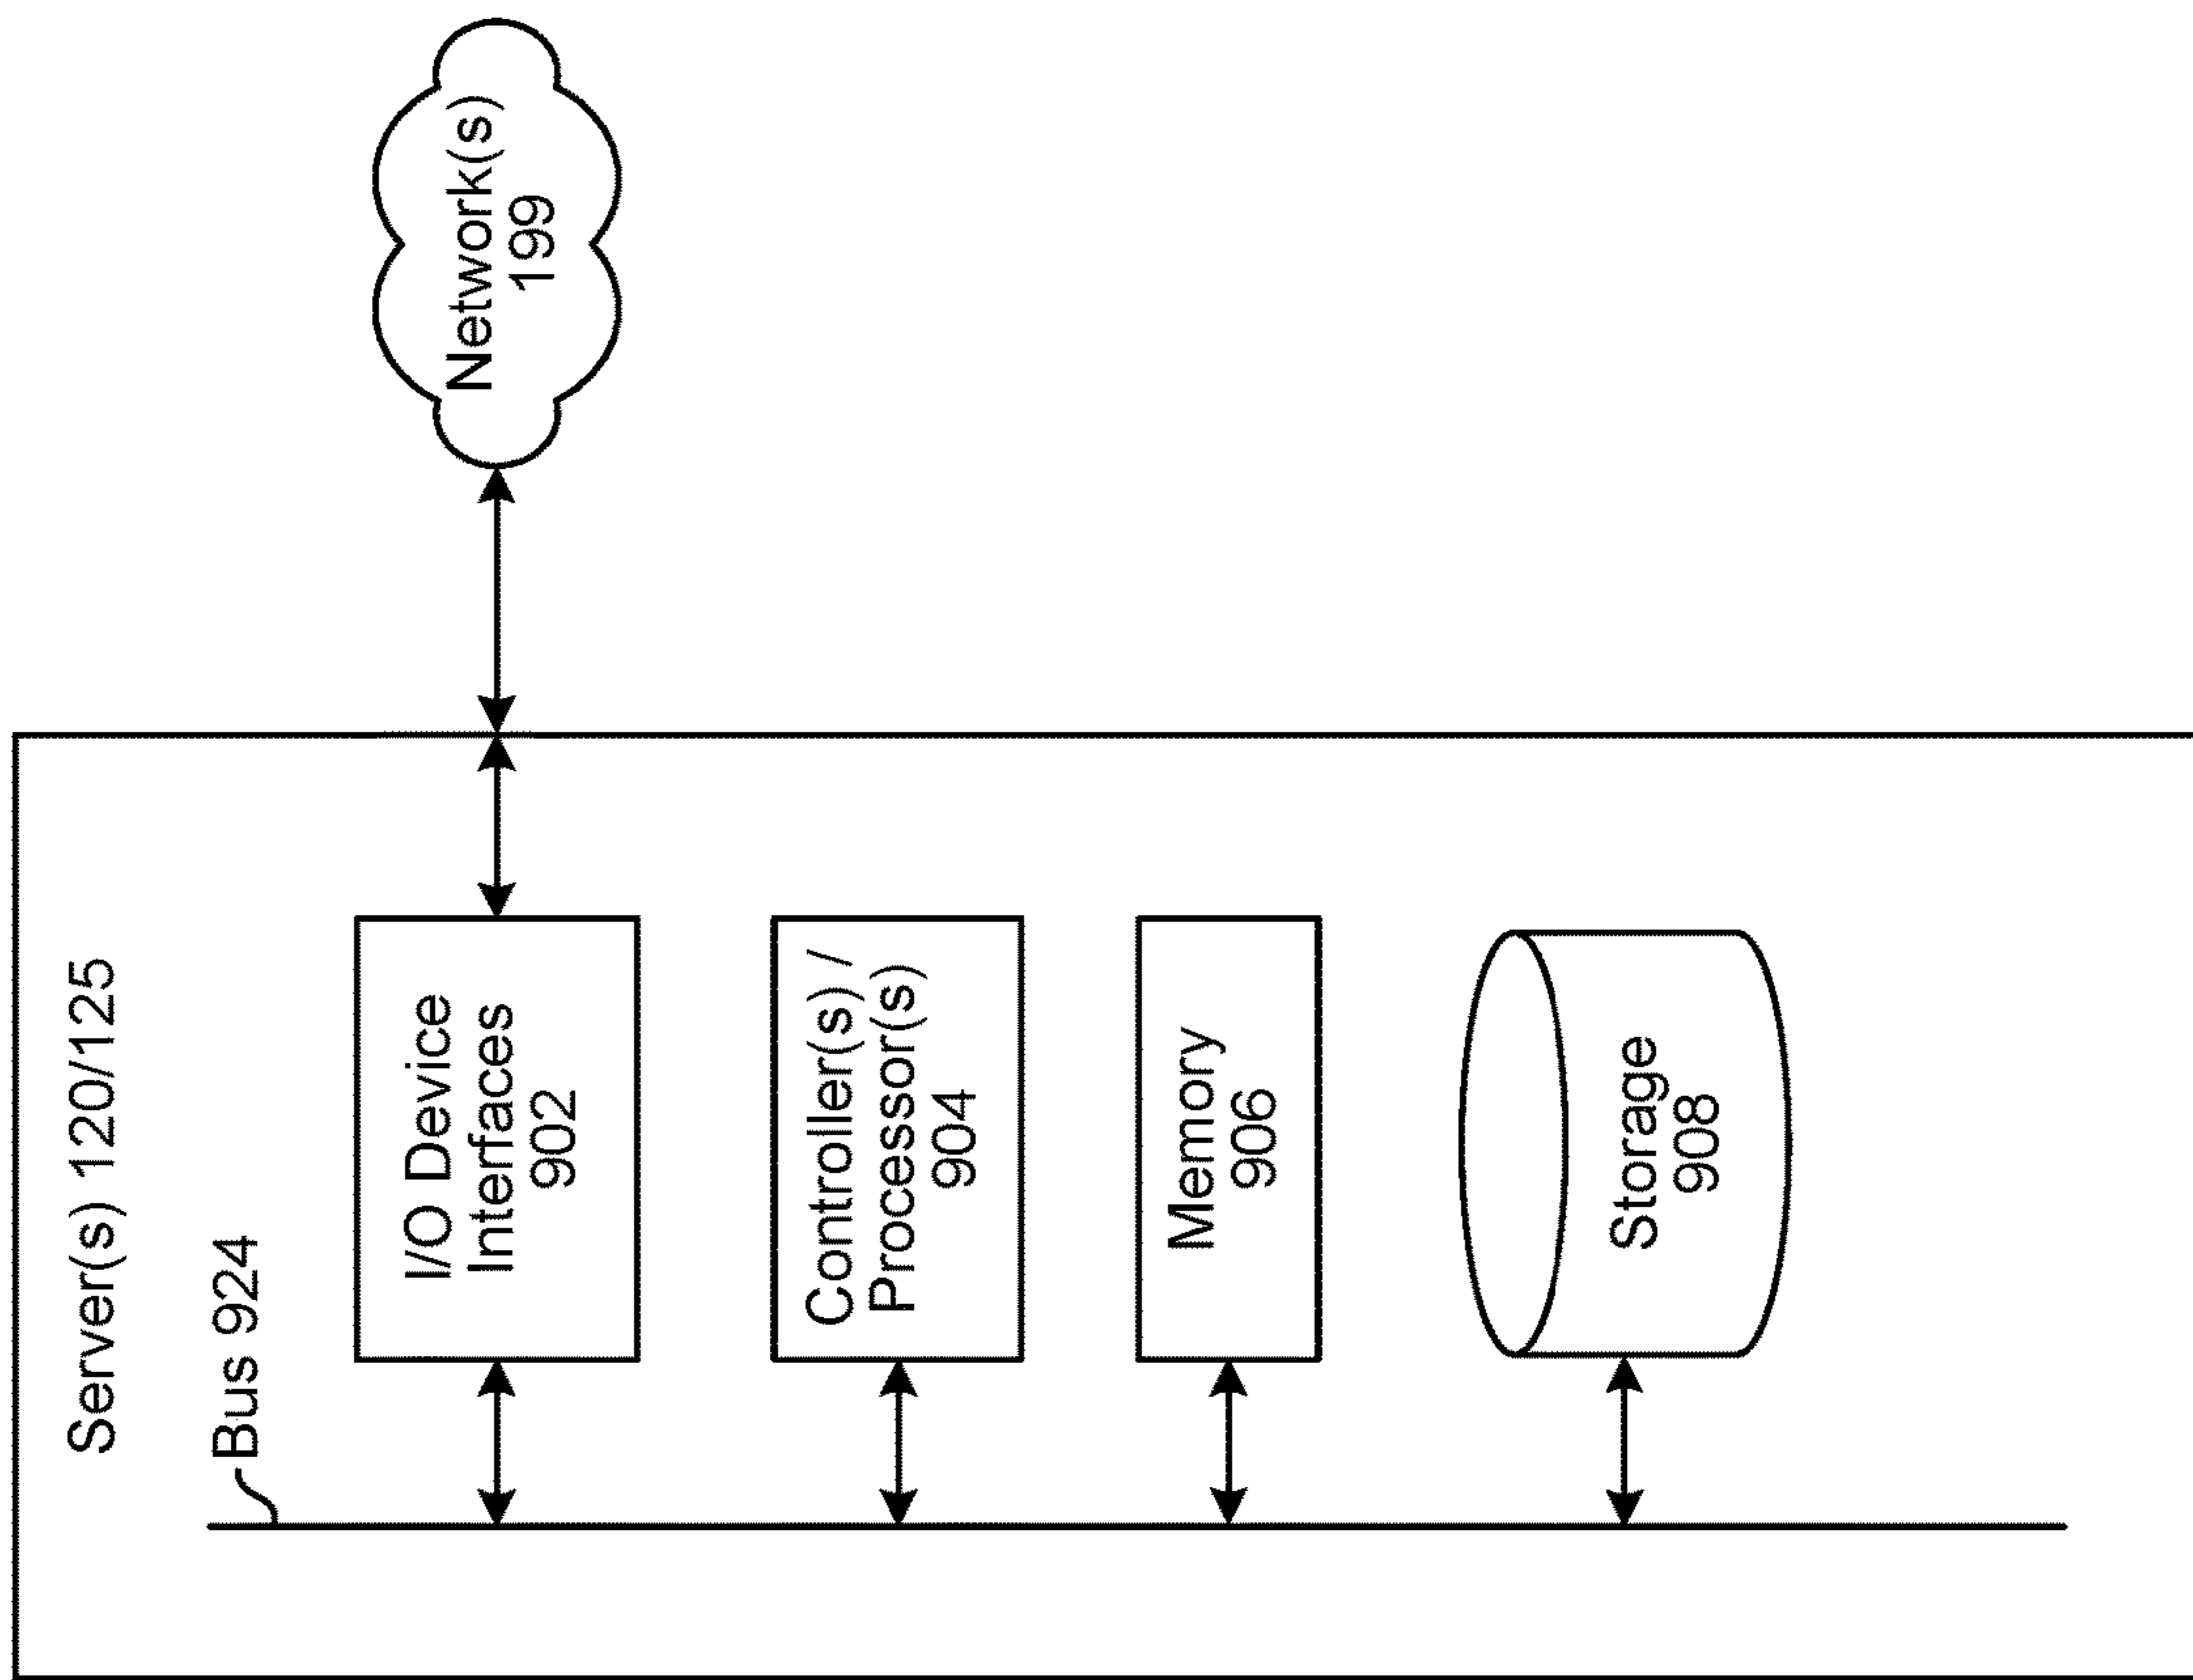 Server(s) 120/125
Bus 924
I/O Device
Interfaces
902
Network(s)
199
Controller(s) /
Processor(s)
904
Memory
906
Storage
908